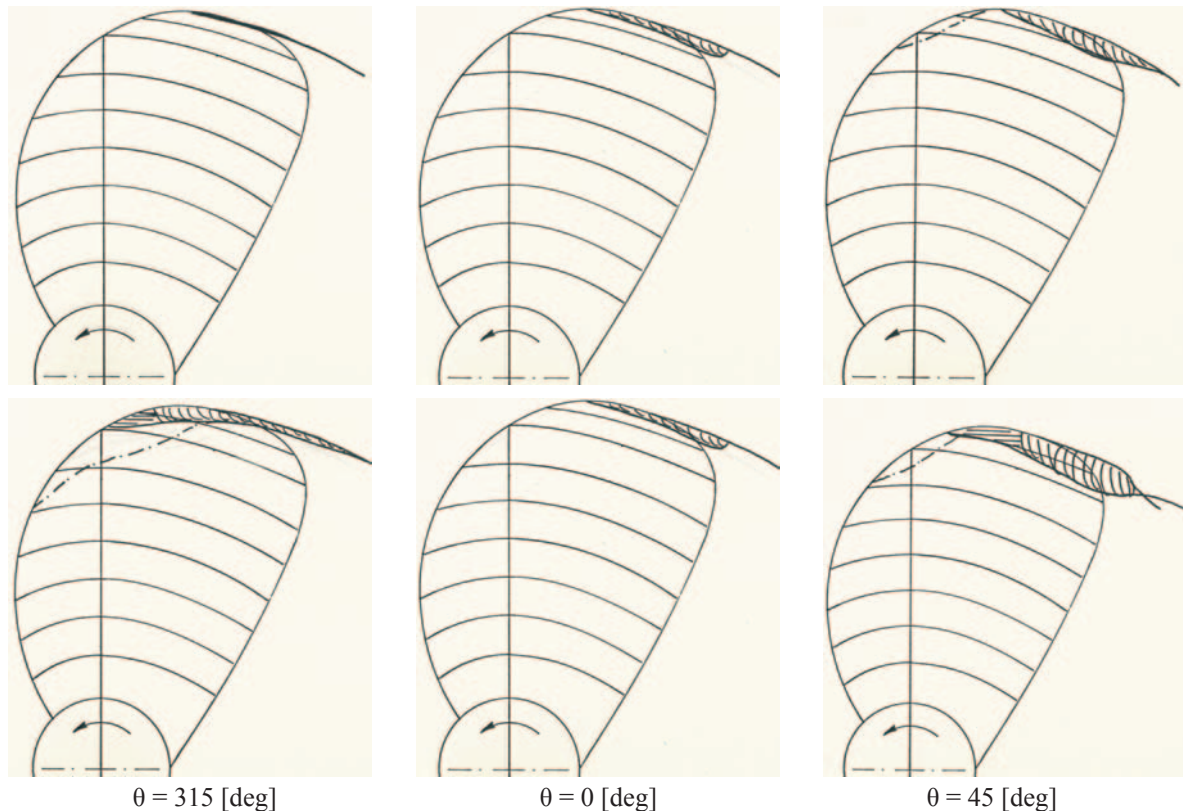 θ = 315 [deg]
θ = 0 [deg]
θ = 45 [deg]